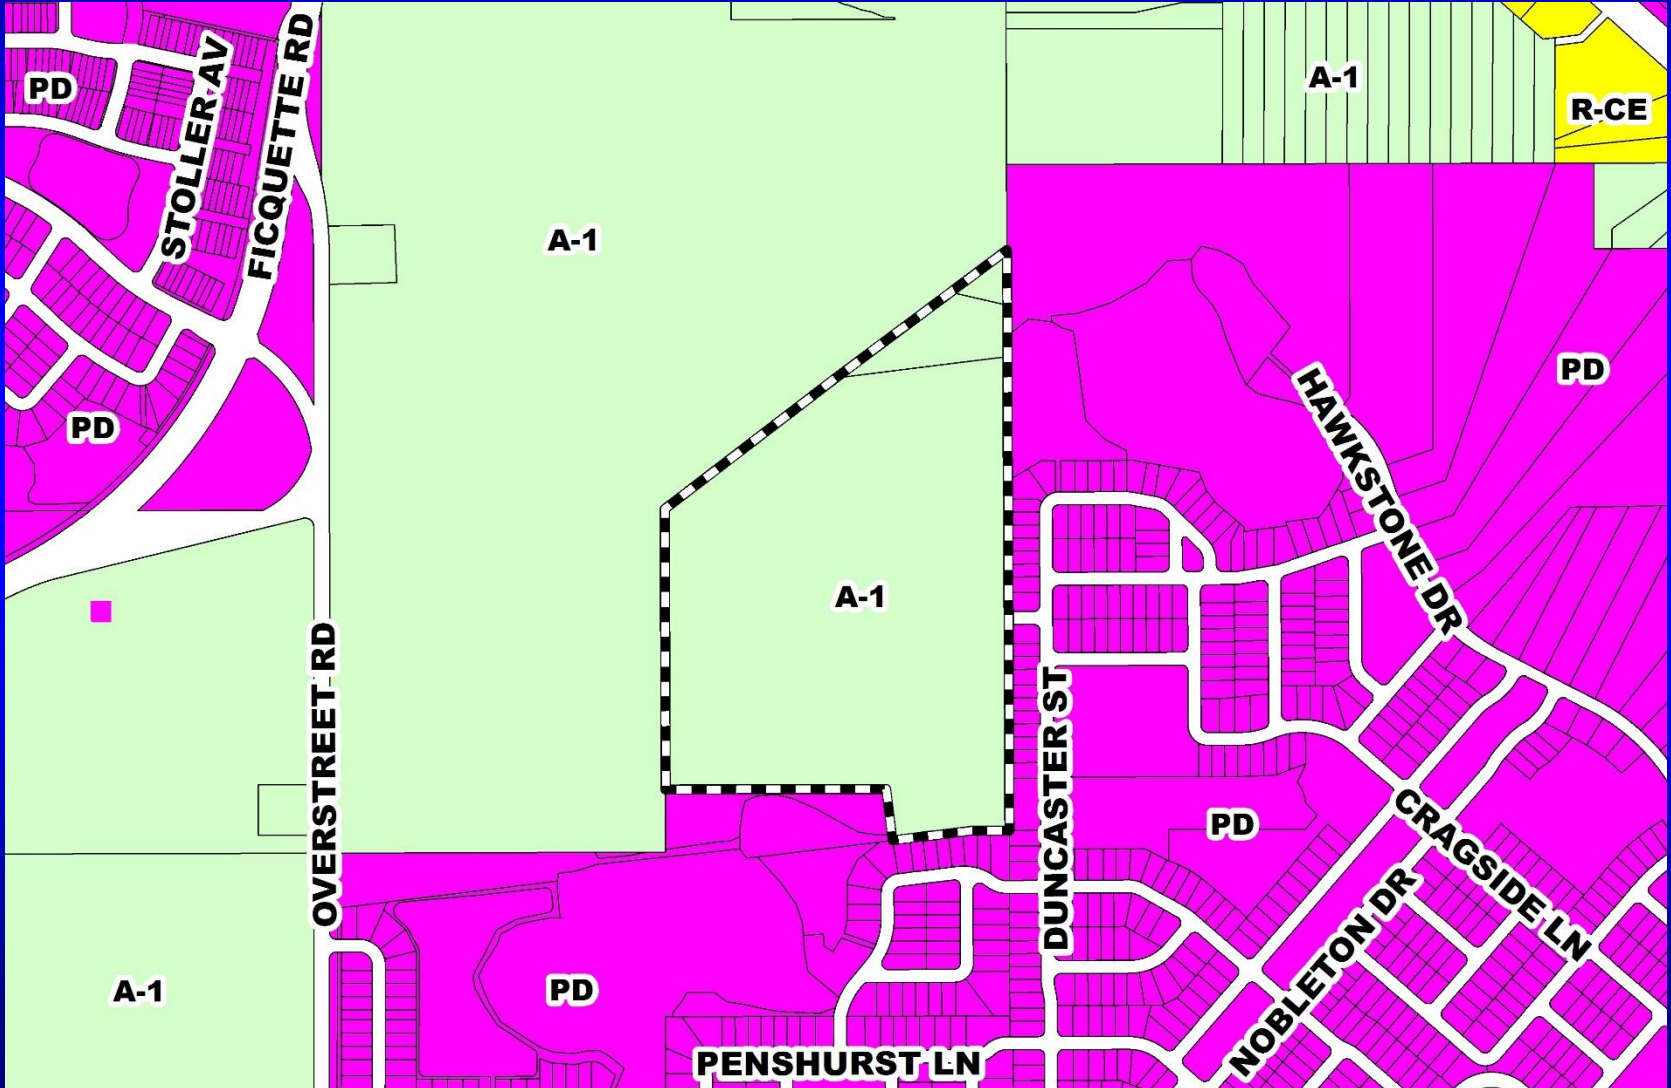 PD
STOLLER AV
FICQUETTE RD
A-1
R-CE
A-1
PD
PD
HAWKSTONE DR
A-1
OVERSTREET RD
DUNCASTER ST
PD
CRAGSIDE LN
NOBLETON DR
A-1
PD
PENSHURST LN